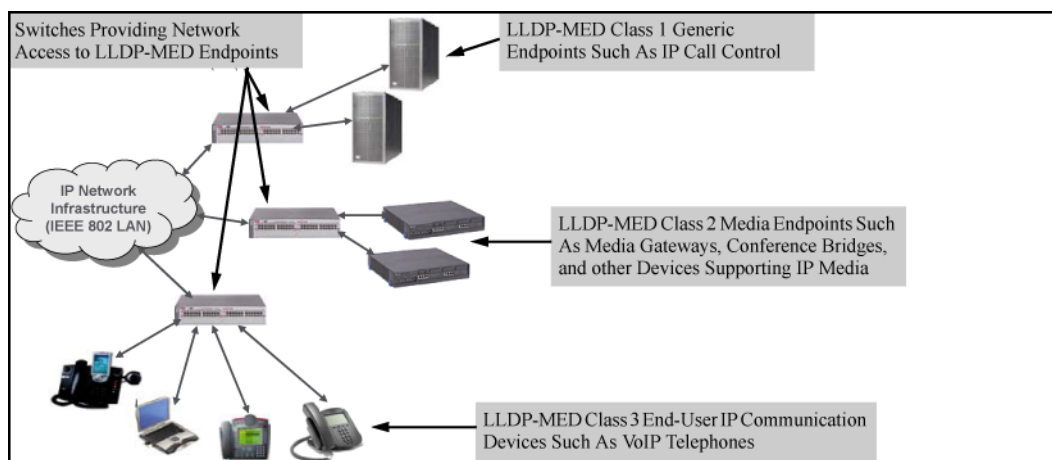 Switches Providing Network
Access to LLDP-MED Endpoints
LLDP-MED Class 1 Generic
Endpoints Such As IP Call Control
IP Network
Infrastructure
(IEEE 802 LAN)
LLDP-MED Class 2 Media Endpoints Such
As Media Gateways, Conference Bridges,
and other Devices Supporting IP Media
LLDP-MED Class 3 End-User IP Communication
Devices Such As VoIP Telephones